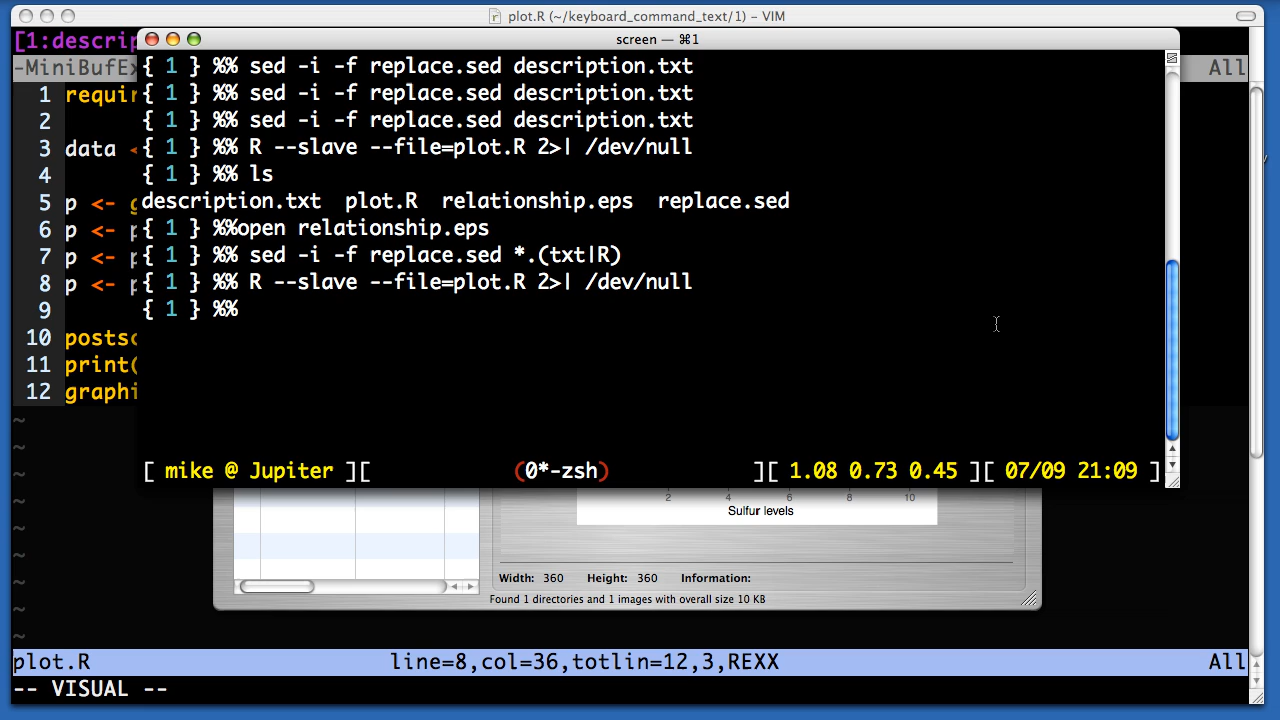 plot.R (~/keyboard_command_text/1) – VIM
screen — ⌘1
[1:descrip
-MiniBufEx
All
1 requir
2
3 data <
4
5 p <- g
6 p <- p
7 p <- p
8 p <- p
9
10 postsc
11 print(
12 graphi
{ 1 } %% sed -i -f replace.sed description.txt
{ 1 } %% sed -i -f replace.sed description.txt
{ 1 } %% sed -i -f replace.sed description.txt
{ 1 } %% R --slave --file=plot.R 2>| /dev/null
{ 1 } %% ls
description.txt  plot.R  relationship.eps  replace.sed
{ 1 } %%open relationship.eps
{ 1 } %% sed -i -f replace.sed *.(txt|R)
{ 1 } %% R --slave --file=plot.R 2>| /dev/null
{ 1 } %%
[ mike @ Jupiter ][ (0*-zsh) ][ 1.08 0.73 0.45 ][ 07/09 21:09 ]
2 4 6 8 10
Sulfur levels
Width: 360 Height: 360 Information:
Found 1 directories and 1 images with overall size 10 KB
~
~
~
~
~
~
~
~
~
plot.R line=8,col=36,totlin=12,3,REXX All
-- VISUAL --